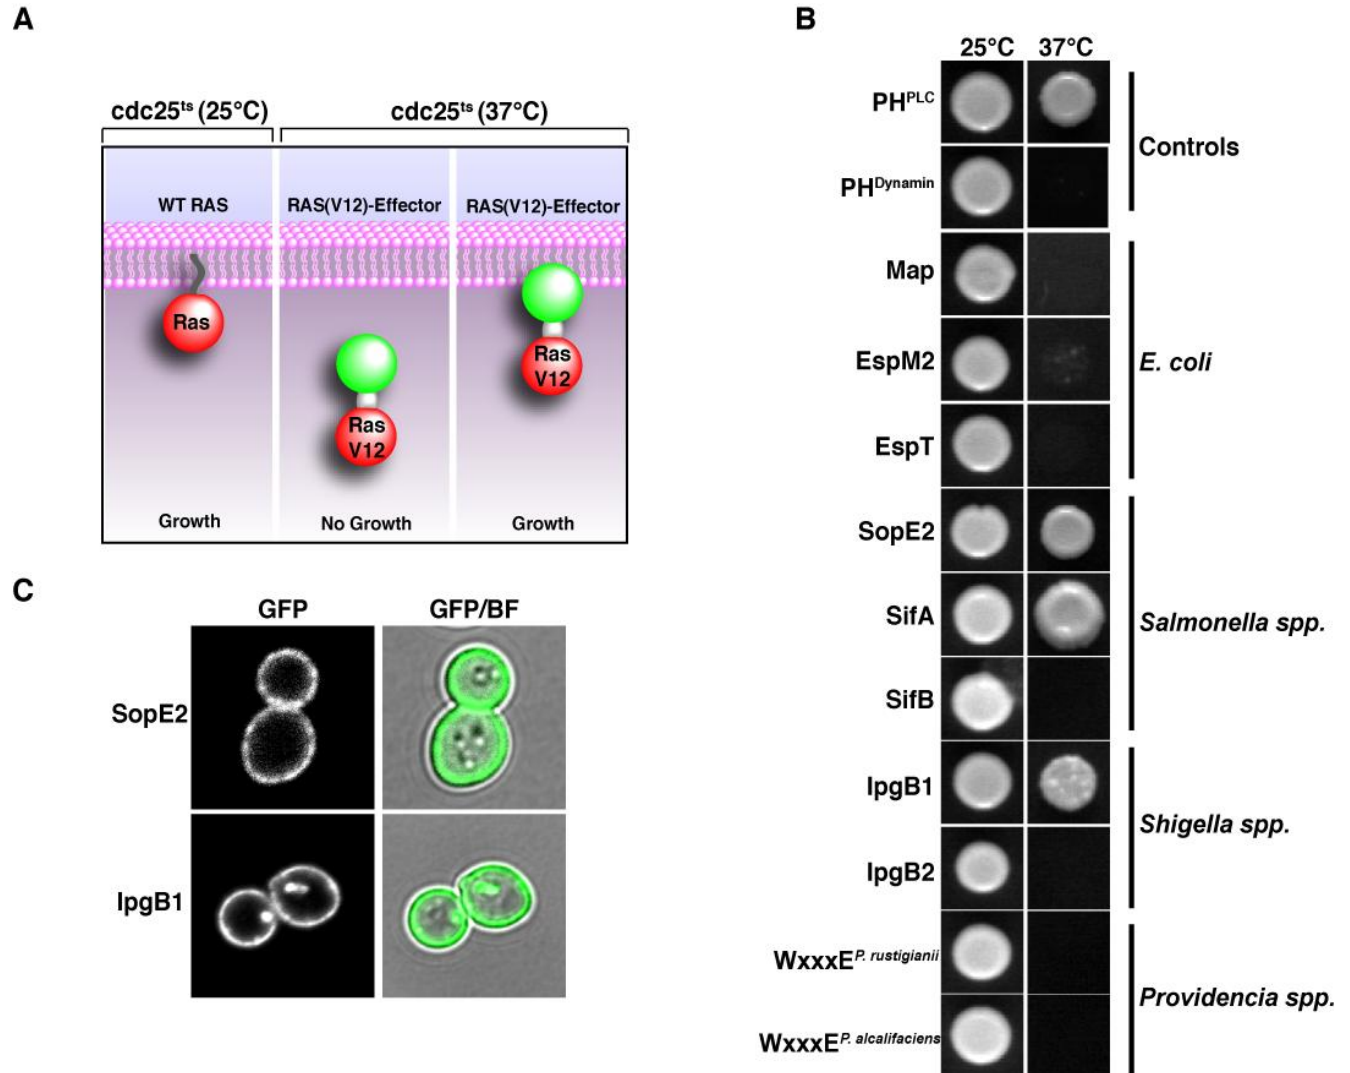 A
cdc25ts (25°C)
cdc25ts (37°C)
WT RAS
RAS(V12)-Effector
RAS(V12)-Effector
Ras
Ras
V12
Ras
V12
Growth
No Growth
Growth
B
25°C
37°C
PHPLC
PHDynamin
Controls
Map
EspM2
EspT
E. coli
SopE2
SifA
SifB
Salmonella spp.
IpgB1
IpgB2
Shigella spp.
WxxxEP. rustigianii
WxxxEP. alcalifaciens
Providencia spp.
C
GFP
GFP/BF
SopE2
IpgB1